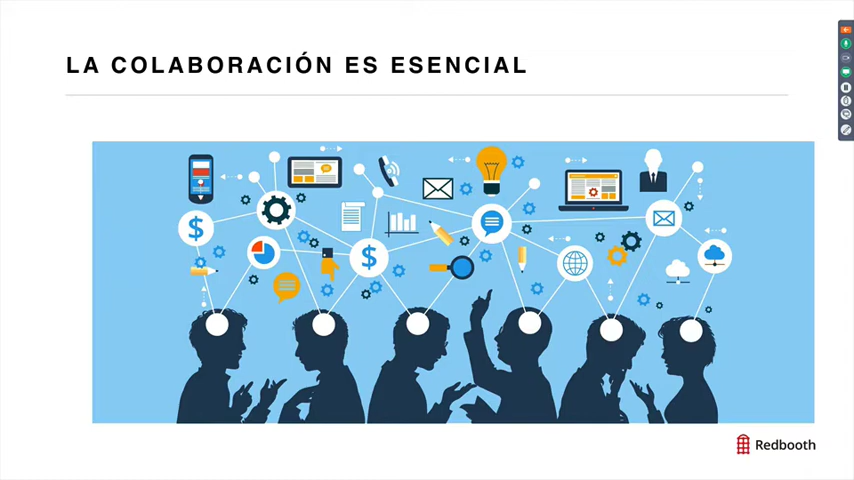 LA COLABORACIÓN ES ESENCIAL
$
$
Redbooth